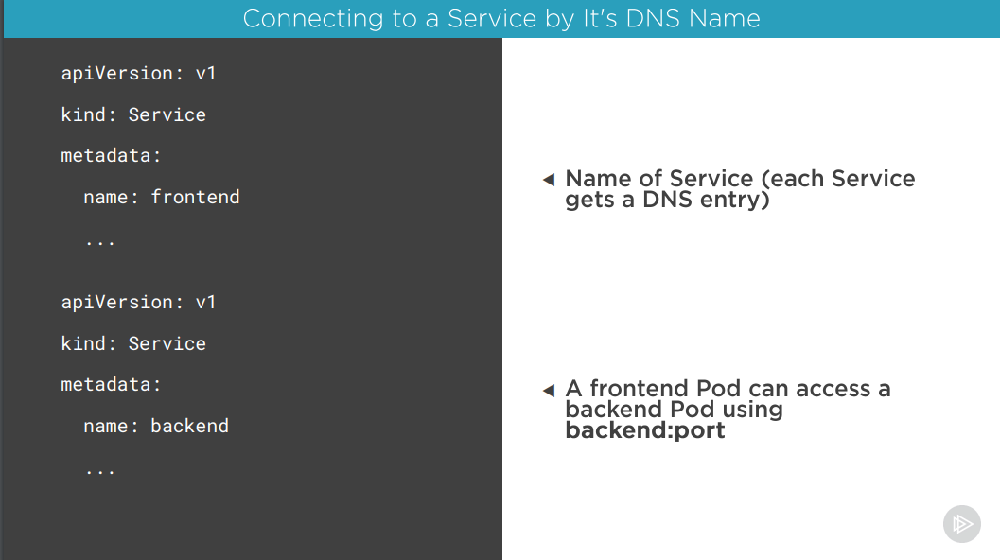 Connecting to a Service by It's DNS Name
apiVersion: v1
kind: Service
metadata:
name: frontend
...
Name of Service (each Service
gets a DNS entry)
apiVersion: v1
kind: Service
metadata:
name: backend
...
A frontend Pod can access a
backend Pod using
backend:port